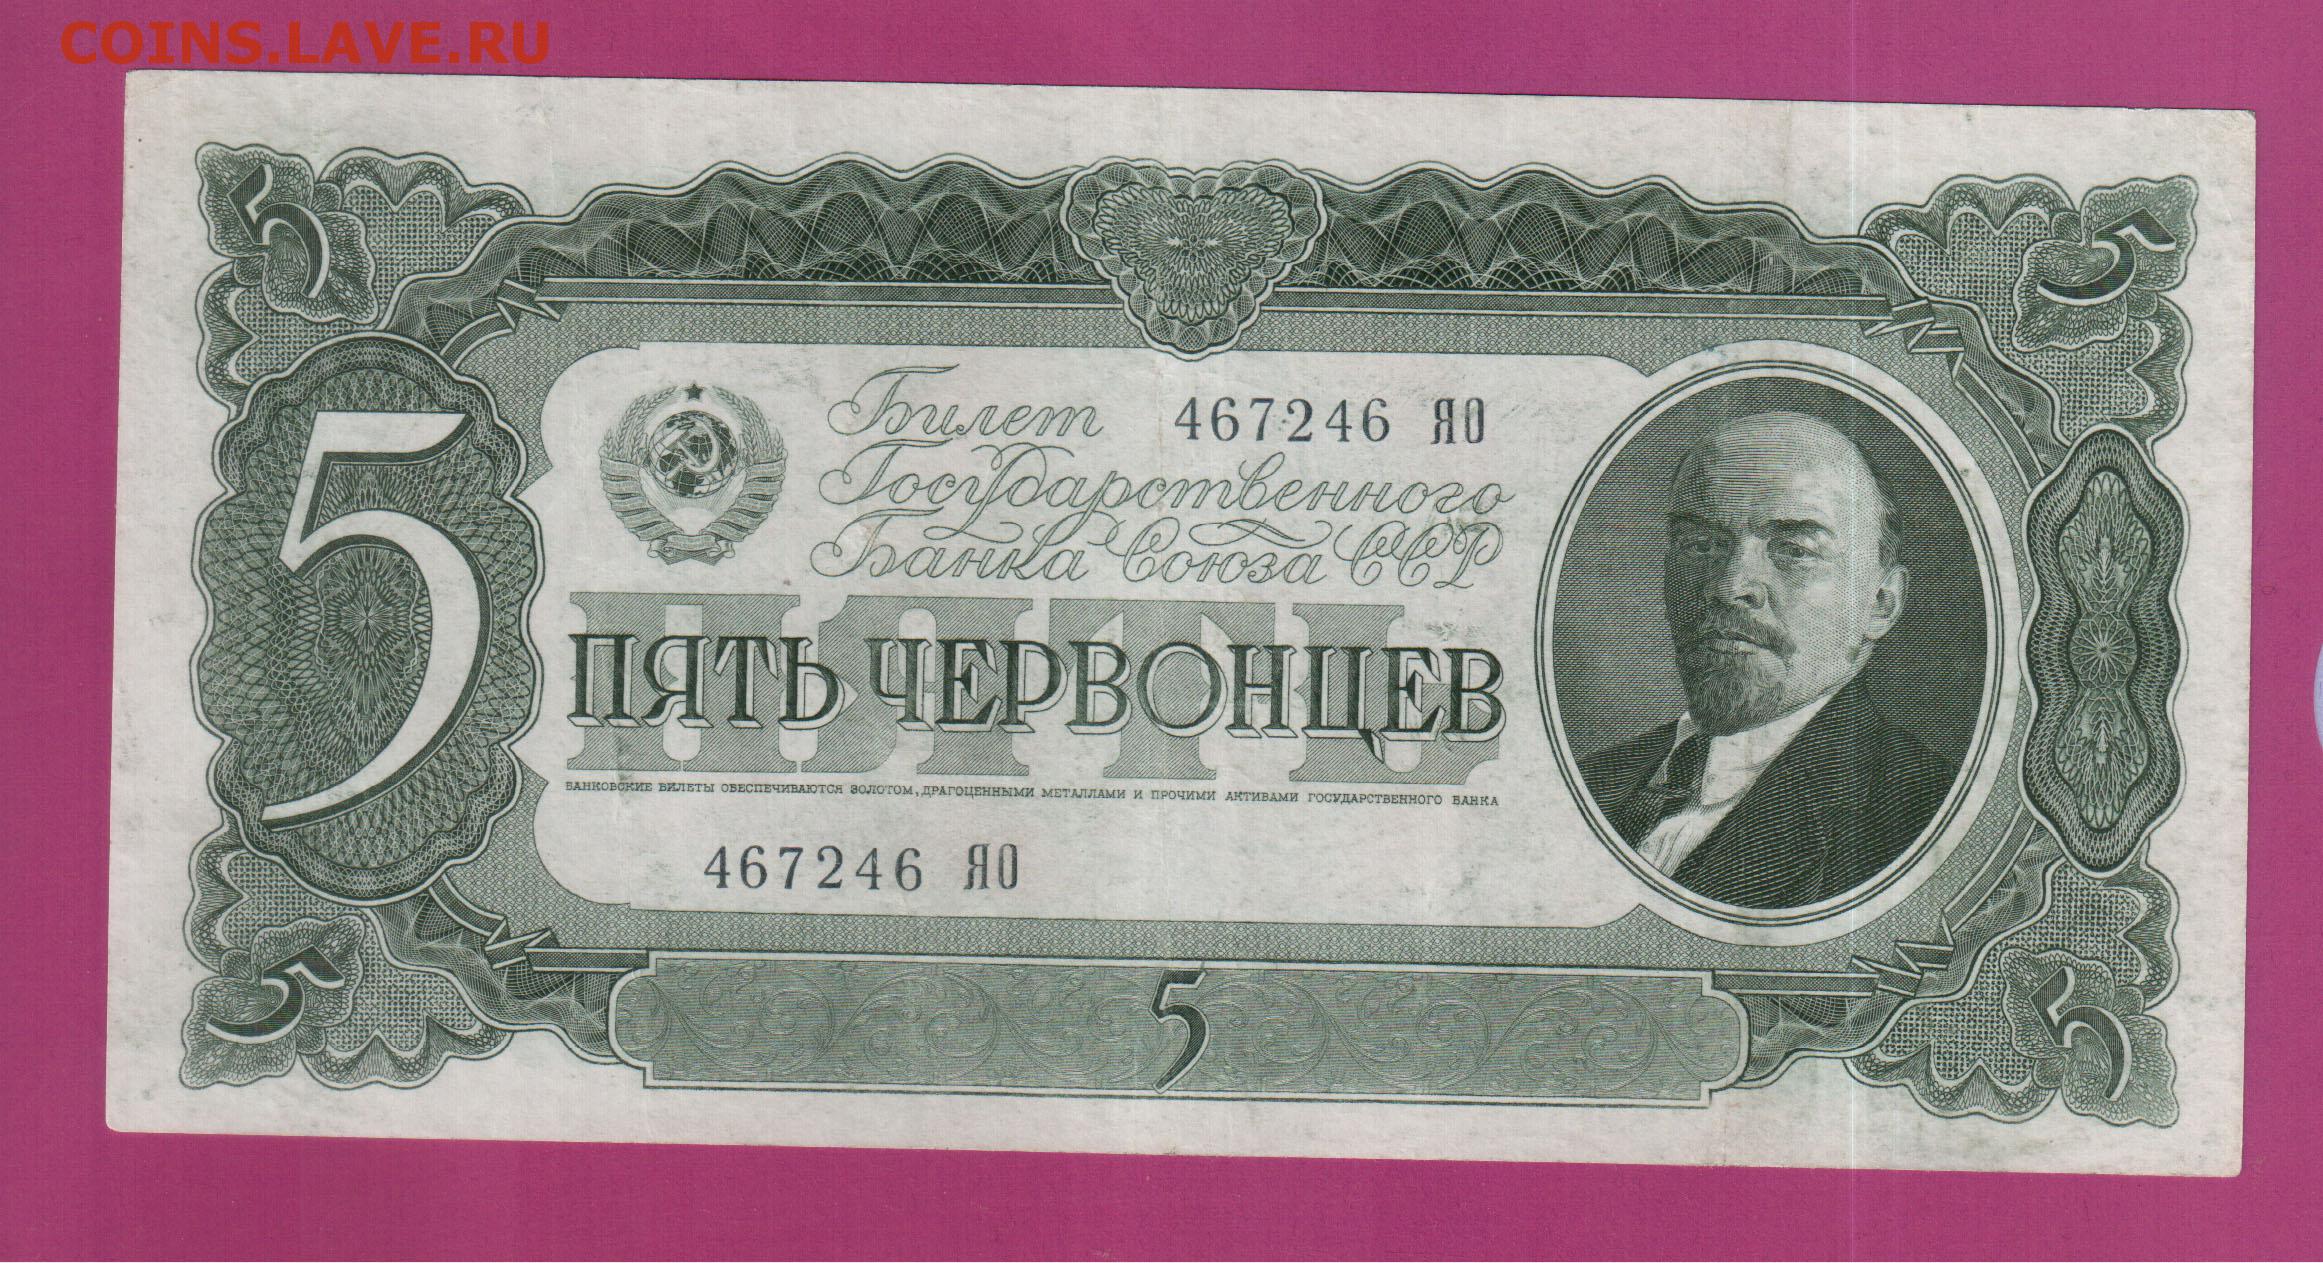 COINS.LAVE.RU
5 5
5
Билет 467246 ЯО
Государственного
Банка Союза ССР
ПЯТЬ
ПЯТЬ ЧЕРВОНЦЕВ
БАНКОВСКИЕ БИЛЕТЫ ОБЕСПЕЧИВАЮТСЯ ЗОЛОТОМ, ДРАГОЦЕННЫМИ МЕТАЛЛАМИ И ПРОЧИМИ АКТИВАМИ ГОСУДАРСТВЕННОГО БАНКА
467246 ЯО
5 5 5